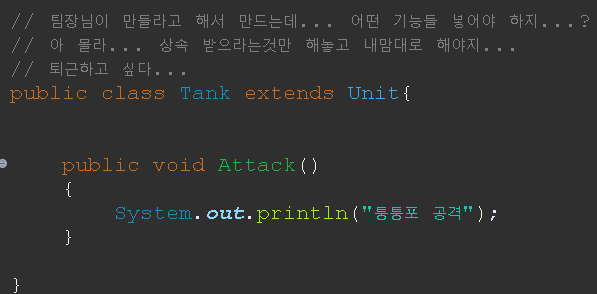 // 팀장님이 만들라고 해서 만드는데... 어떤 기능들 넣어야 하지...?
// 아 몰라... 상속 받으라는것만 해놓고 내맘대로 해야지...
// 퇴근하고 싶다...
public class Tank extends Unit{
public void Attack()
{
System.out.println("퉁퉁포 공격");
}
}